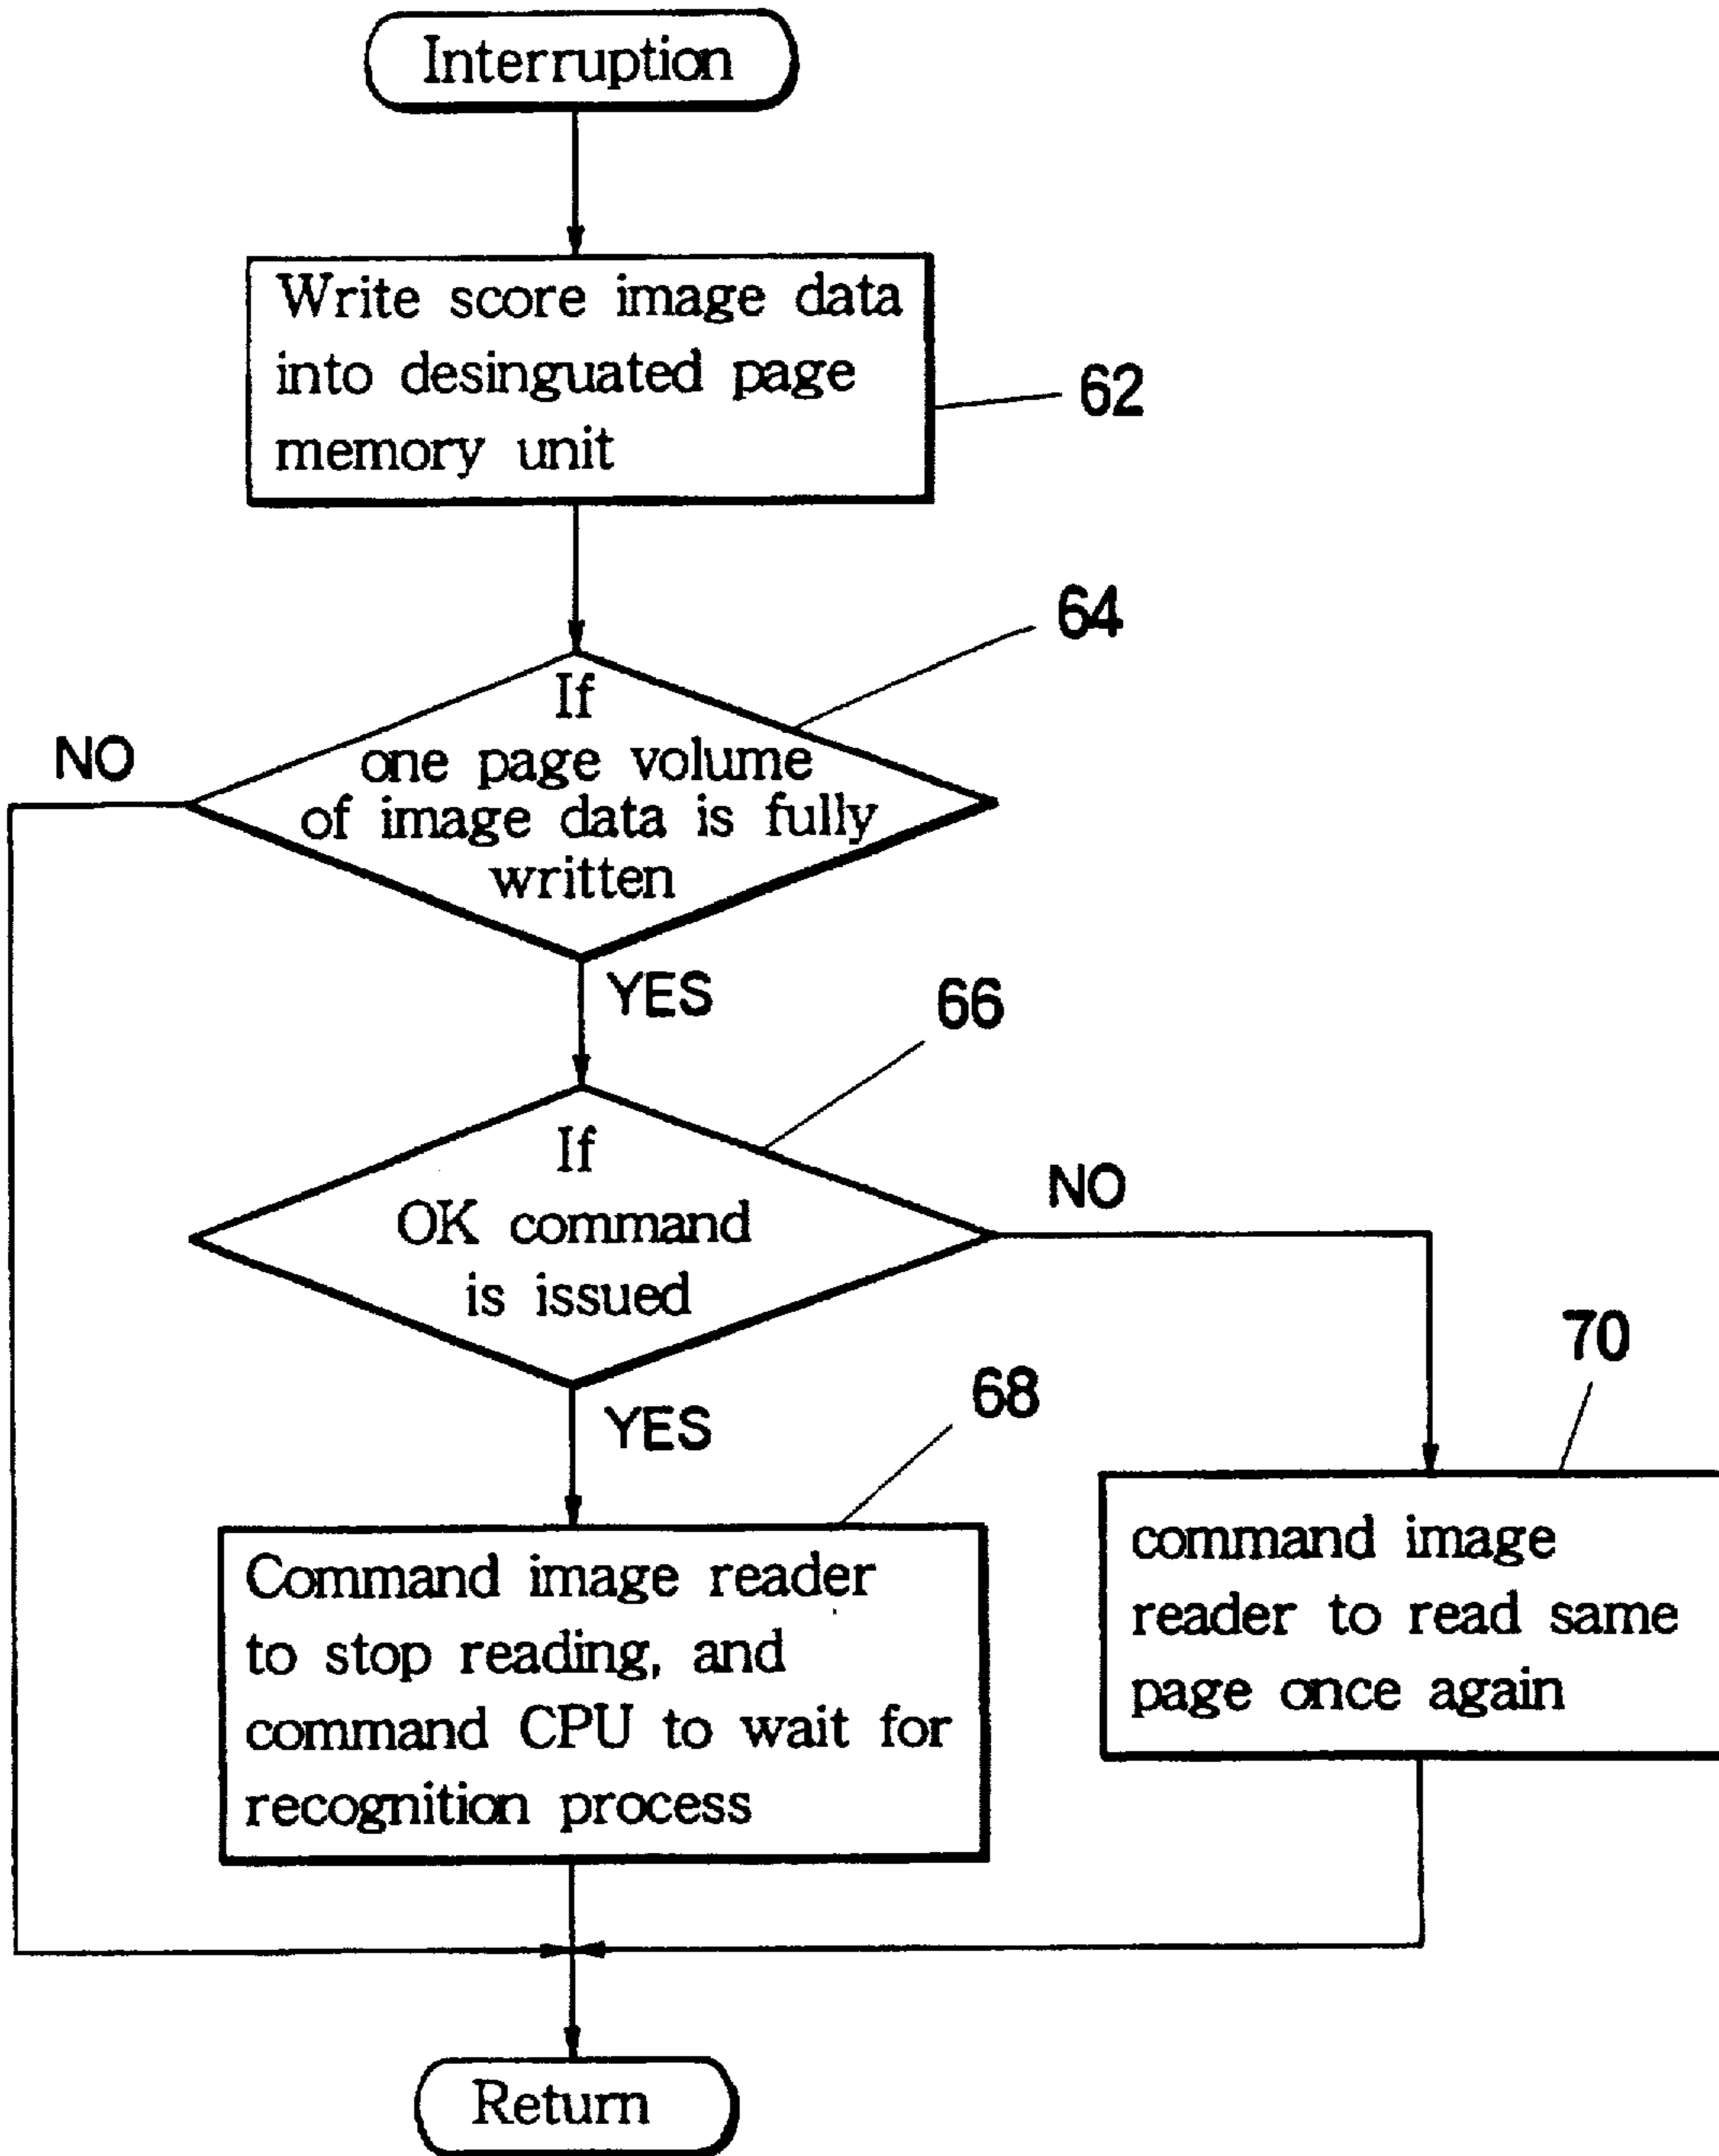 Interruption
Write score image data
into desinguated page
memory unit
62
64
If
one page volume
of image data is fully
written
NO
YES
66
If
OK command
is issued
NO
YES
68
70
Command image reader
to stop reading, and
command CPU to wait for
recognition process
command image
reader to read same
page once again
Return